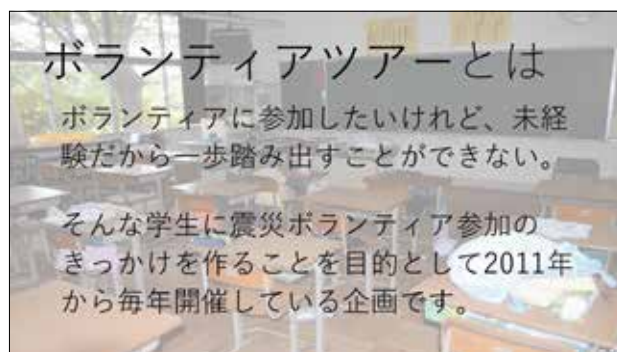 ボランティアツアーとは
ボランティアに参加したいけれど、未経
験だから一歩踏み出すことができない。
そんな学生に震災ボランティア参加の
きっかけを作ることを目的として2011年
から毎年開催している企画です。